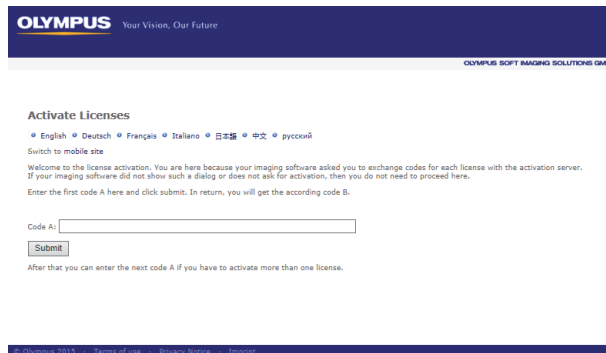 OLYMPUS Your Vision, Our Future
OLYMPUS SOFT IMAGING SOLUTIONS GM
Activate Licenses
English Deutsch Français Italiano 日本語 中文 русский
Switch to mobile site
Welcome to the license activation. You are here because your imaging software asked you to exchange codes for each license with the activation server.
If your imaging software did not show such a dialog or does not ask for activation, then you do not need to proceed here.
Enter the first code A here and click submit. In return, you will get the according code B.
Code A:
Submit
After that you can enter the next code A if you have to activate more than one license.
© Olympus 2015 · Terms of use · Privacy Notice · Imprint